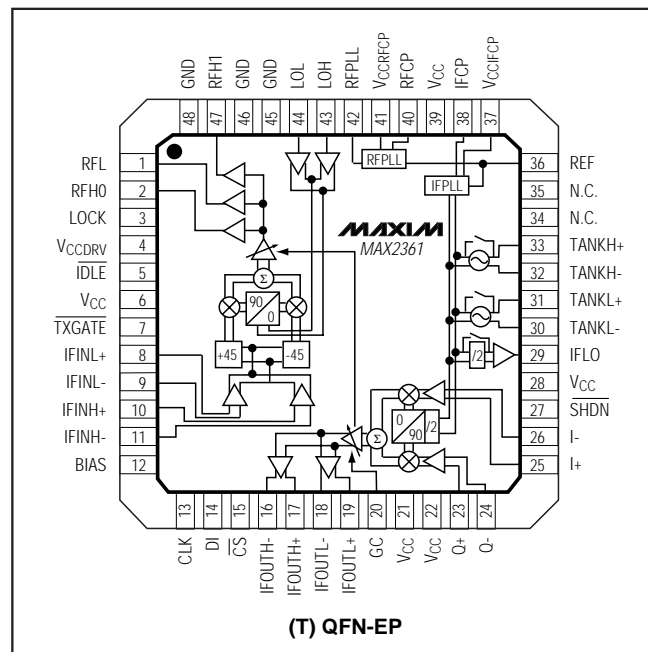 GND RFH1 GND GND LOL LOH RFPLL VCCRFCP RFCP VCC IFCP VCCIFCP
48 47 46 45 44 43 42 41 40 39 38 37
RFL 1
RFH0 2
LOCK 3
VCCDRV 4
IDLE 5
VCC 6
TXGATE 7
IFINL+ 8
IFINL- 9
IFINH+ 10
IFINH- 11
BIAS 12
RFPLL
IFPLL
MAXIM
MAX2361
Σ
90
0
+45 -45
/2
0
90 /2
Σ
36 REF
35 N.C.
34 N.C.
33 TANKH+
32 TANKH-
31 TANKL+
30 TANKL-
29 IFLO
28 VCC
27 SHDN
26 I-
25 I+
13 14 15 16 17 18 19 20 21 22 23 24
CLK DI CS IFOUTH- IFOUTH+ IFOUTL- IFOUTL+ GC VCC VCC Q+ Q-
(T) QFN-EP